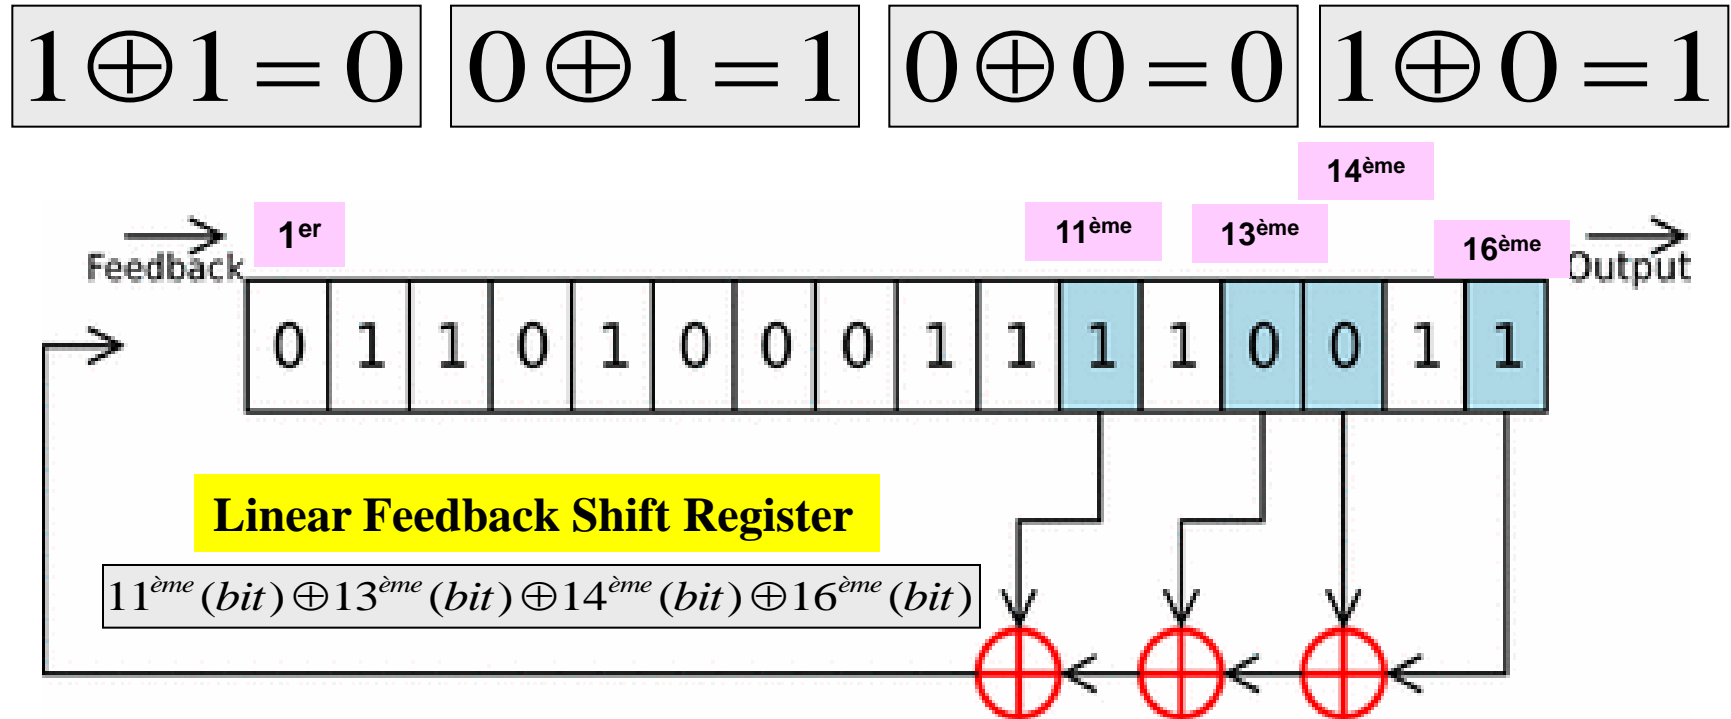 1⊕1=0 0⊕1=1 0⊕0=0 1⊕0=1
14ème
1er 11ème 13ème 16ème
Feedback Output
0 1 1 0 1 0 0 0 1 1 1 1 0 0 1 1
Linear Feedback Shift Register
11ème(bit)⊕13ème(bit)⊕14ème(bit)⊕16ème(bit)